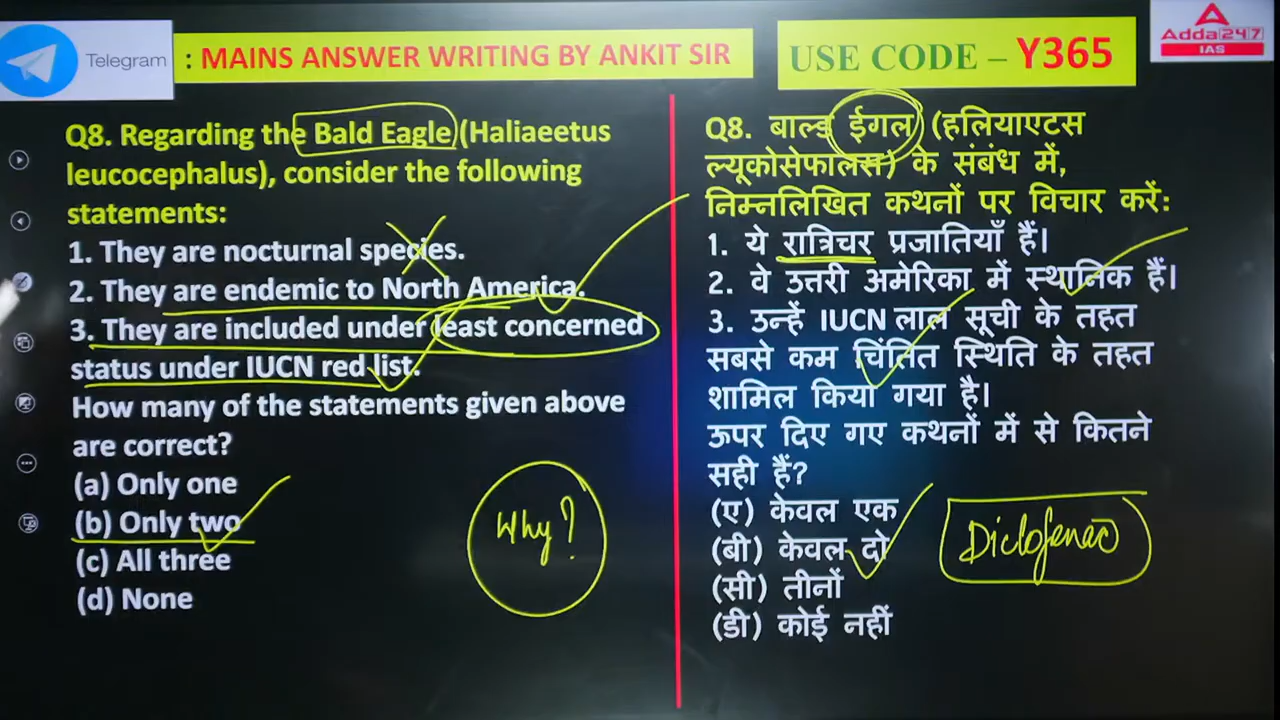 Telegram
: MAINS ANSWER WRITING BY ANKIT SIR
USE CODE – Y365
Adda247
IAS
Q8. Regarding the Bald Eagle (Haliaeetus
leucocephalus), consider the following
statements:
1. They are nocturnal species.
2. They are endemic to North America.
3. They are included under least concerned
status under IUCN red list.
How many of the statements given above
are correct?
(a) Only one
(b) Only two
(c) All three
(d) None
Why?
Q8. बाल्ड ईगल (हलियाएटस
ल्यूकोसेफालस) के संबंध में,
निम्नलिखित कथनों पर विचार करें:
1. ये रात्रिचर प्रजातियाँ हैं।
2. वे उत्तरी अमेरिका में स्थानिक हैं।
3. उन्हें IUCN लाल सूची के तहत
सबसे कम चिंतित स्थिति के तहत
शामिल किया गया है।
ऊपर दिए गए कथनों में से कितने
सही हैं?
(ए) केवल एक
(बी) केवल दो
(सी) तीनों
(डी) कोई नहीं
Diclofenac